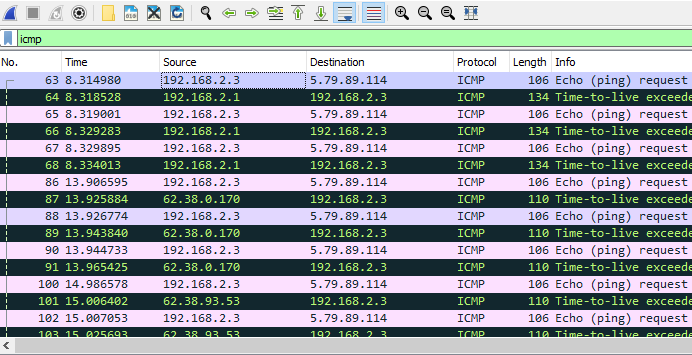 icmp
No. Time Source Destination Protocol Length Info
63 8.314980 192.168.2.3 5.79.89.114 ICMP 106 Echo (ping) request
64 8.318528 192.168.2.1 192.168.2.3 ICMP 134 Time-to-live exceede
65 8.319001 192.168.2.3 5.79.89.114 ICMP 106 Echo (ping) request
66 8.329283 192.168.2.1 192.168.2.3 ICMP 134 Time-to-live exceede
67 8.329895 192.168.2.3 5.79.89.114 ICMP 106 Echo (ping) request
68 8.334013 192.168.2.1 192.168.2.3 ICMP 134 Time-to-live exceede
86 13.906595 192.168.2.3 5.79.89.114 ICMP 106 Echo (ping) request
87 13.925884 62.38.0.170 192.168.2.3 ICMP 110 Time-to-live exceede
88 13.926774 192.168.2.3 5.79.89.114 ICMP 106 Echo (ping) request
89 13.943840 62.38.0.170 192.168.2.3 ICMP 110 Time-to-live exceede
90 13.944733 192.168.2.3 5.79.89.114 ICMP 106 Echo (ping) request
91 13.965425 62.38.0.170 192.168.2.3 ICMP 110 Time-to-live exceede
100 14.986578 192.168.2.3 5.79.89.114 ICMP 106 Echo (ping) request
101 15.006402 62.38.93.53 192.168.2.3 ICMP 110 Time-to-live exceede
102 15.007053 192.168.2.3 5.79.89.114 ICMP 106 Echo (ping) request
103 15.025693 62.38.93.53 192.168.2.3 ICMP 110 Time-to-live exceede